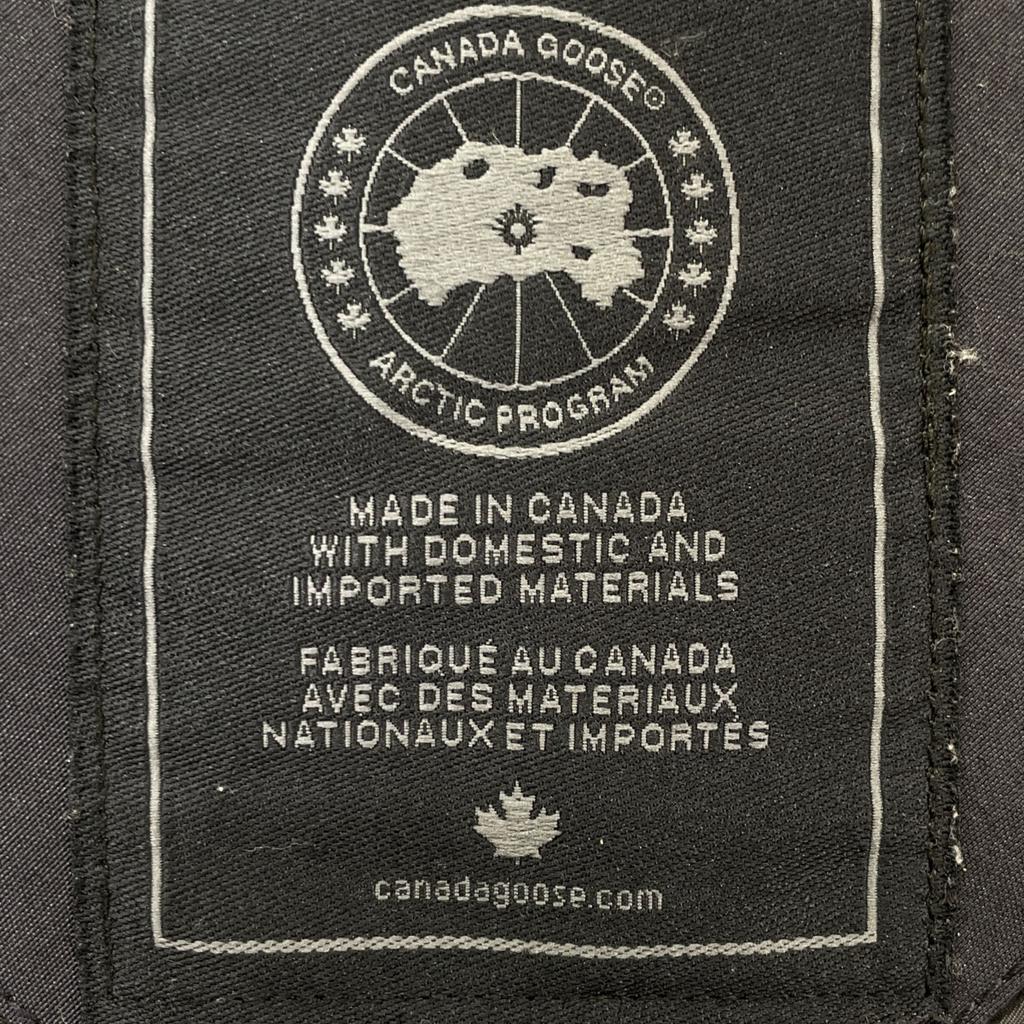 CANADA GOOSE©
ARCTIC PROGRAM
MADE IN CANADA
WITH DOMESTIC AND
IMPORTED MATERIALS
FABRIQUÉ AU CANADA
AVEC DES MATERIAUX
NATIONAUX ET IMPORTÉS
canadagoose.com